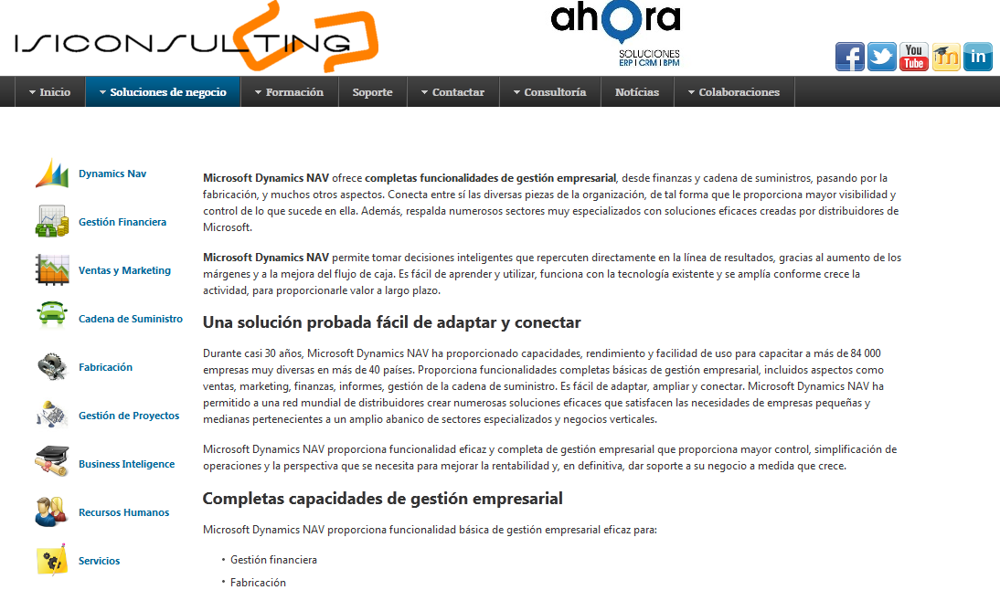 ISICONSULTING
ahora
SOLUCIONES
ERP | CRM | BPM
f
You
Tube
m
in
Inicio
Soluciones de negocio
Formación
Soporte
Contactar
Consultoría
Notícias
Colaboraciones
Dynamics Nav
Gestión Financiera
Ventas y Marketing
Cadena de Suministro
Fabricación
Gestión de Proyectos
Business Inteligence
Recursos Humanos
Servicios
Microsoft Dynamics NAV ofrece completas funcionalidades de gestión empresarial, desde finanzas y cadena de suministros, pasando por la
fabricación, y muchos otros aspectos. Conecta entre sí las diversas piezas de la organización, de tal forma que le proporciona mayor visibilidad y
control de lo que sucede en ella. Además, respalda numerosos sectores muy especializados con soluciones eficaces creadas por distribuidores de
Microsoft.
Microsoft Dynamics NAV permite tomar decisiones inteligentes que repercuten directamente en la línea de resultados, gracias al aumento de los
márgenes y a la mejora del flujo de caja. Es fácil de aprender y utilizar, funciona con la tecnología existente y se amplía conforme crece la
actividad, para proporcionarle valor a largo plazo.
Una solución probada fácil de adaptar y conectar
Durante casi 30 años, Microsoft Dynamics NAV ha proporcionado capacidades, rendimiento y facilidad de uso para capacitar a más de 84 000
empresas muy diversas en más de 40 países. Proporciona funcionalidades completas básicas de gestión empresarial, incluidos aspectos como
ventas, marketing, finanzas, informes, gestión de la cadena de suministro. Es fácil de adaptar, ampliar y conectar. Microsoft Dynamics NAV ha
permitido a una red mundial de distribuidores crear numerosas soluciones eficaces que satisfacen las necesidades de empresas pequeñas y
medianas pertenecientes a un amplio abanico de sectores especializados y negocios verticales.
Microsoft Dynamics NAV proporciona funcionalidad eficaz y completa de gestión empresarial que proporciona mayor control, simplificación de
operaciones y la perspectiva que se necesita para mejorar la rentabilidad y, en definitiva, dar soporte a su negocio a medida que crece.
Completas capacidades de gestión empresarial
Microsoft Dynamics NAV proporciona funcionalidad básica de gestión empresarial eficaz para:
• Gestión financiera
• Fabricación